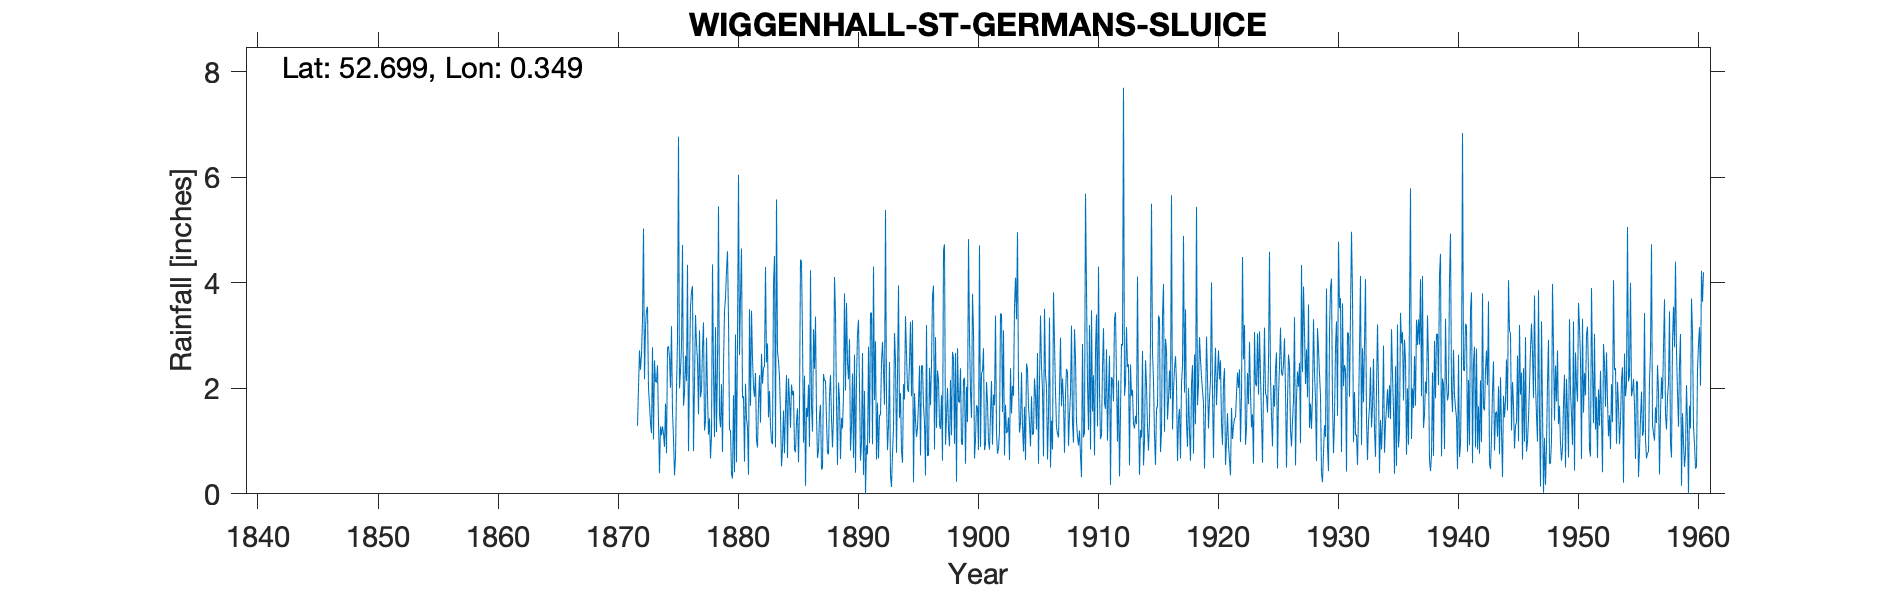 WIGGENHALL-ST-GERMANS-SLUICE
Lat: 52.699, Lon: 0.349
Rainfall [inches]
8
6
4
2
0
1840 1850 1860 1870 1880 1890 1900 1910 1920 1930 1940 1950 1960
Year